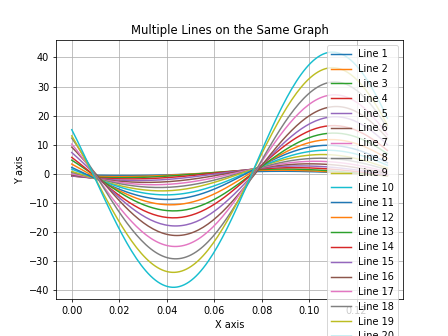 Multiple Lines on the Same Graph
Y axis
40
30
20
10
0
−10
−20
−30
−40
0.00
0.02
0.04
0.06
0.08
0.10
X axis
Line 1
Line 2
Line 3
Line 4
Line 5
Line 6
Line 7
Line 8
Line 9
Line 10
Line 11
Line 12
Line 13
Line 14
Line 15
Line 16
Line 17
Line 18
Line 19
Line 20